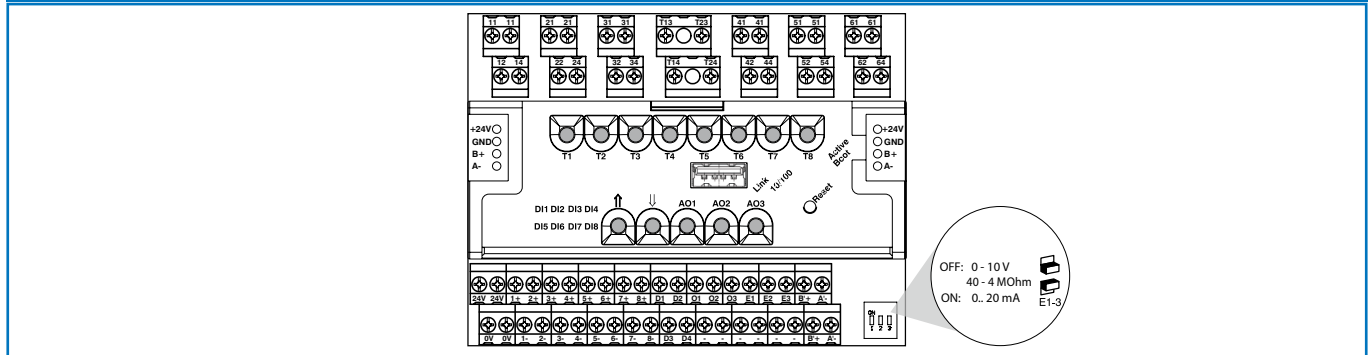 11 11 21 21 31 31 T13 T23 41 41 51 51 61 61
12 14 22 24 32 34 T14 T24 42 44 52 54 62 64
+24V
GND
B+
A-
T1 T2 T3 T4 T5 T6 T7 T8
Active
Boot
+24V
GND
B+
A-
Link
10/100
Reset
DI1 DI2 DI3 DI4
DI5 DI6 DI7 DI8
⇑ ⇓ AO1 AO2 AO3
24V 24V 1+ 2+ 3+ 4+ 5+ 6+ 7+ 8+ D1 D2 O1 O2 O3 E1 E2 E3 B'+ A'-
0V 0V 1- 2- 3- 4- 5- 6- 7- 8- D3 D4 - - - - - - B'+ A'-
ON
1 2 3
OFF: 0 - 10 V
40 - 4 MOhm
ON: 0.. 20 mA
E1-3